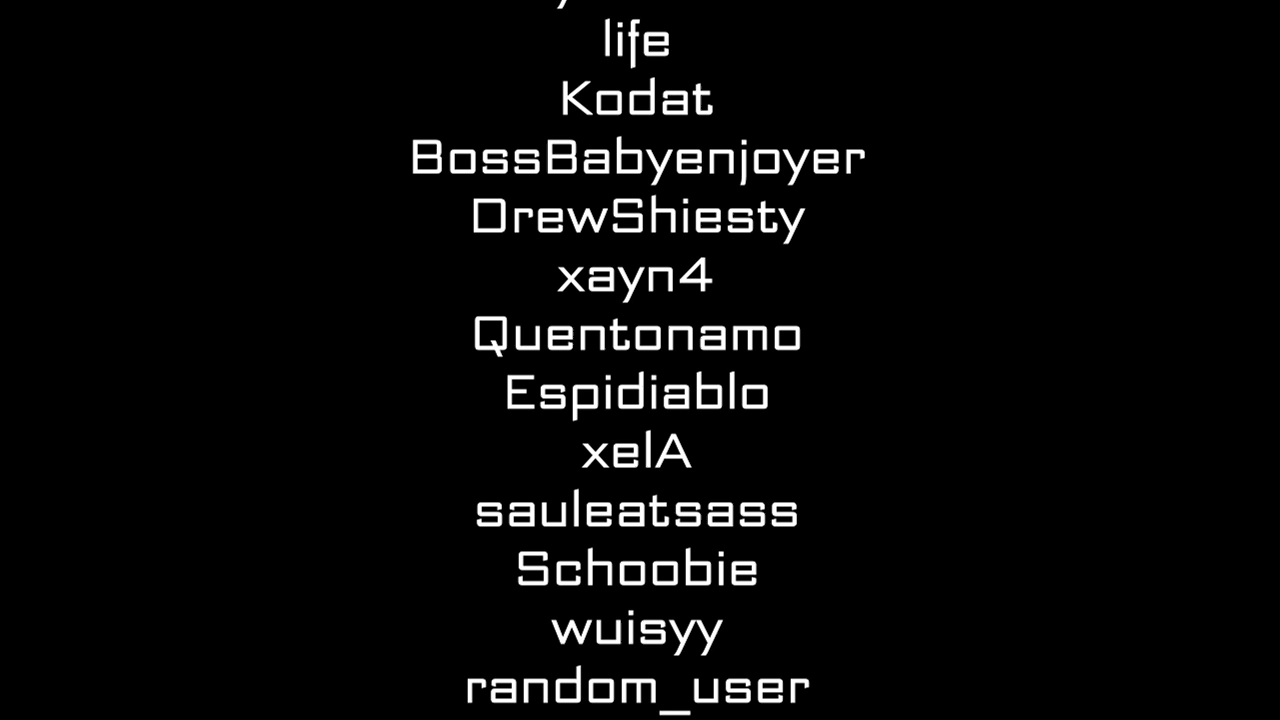 life
Kodat
BossBabyenjoyer
DrewShiesty
xayn4
Quentonamo
Espidiablo
xelA
sauleatsass
Schoobie
wuisyy
random_user